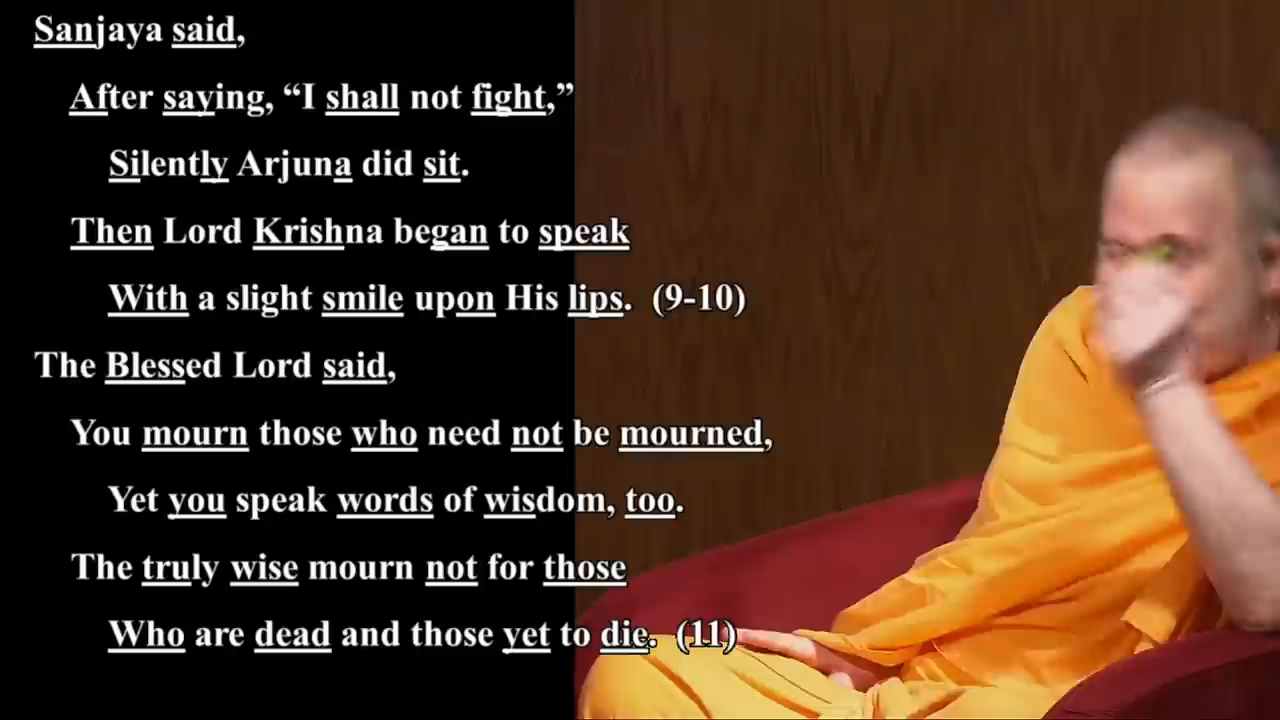 Sanjaya said,
After saying, “I shall not fight,”
Silently Arjuna did sit.
Then Lord Krishna began to speak
With a slight smile upon His lips. (9-10)
The Blessed Lord said,
You mourn those who need not be mourned,
Yet you speak words of wisdom, too.
The truly wise mourn not for those
Who are dead and those yet to die. (11)